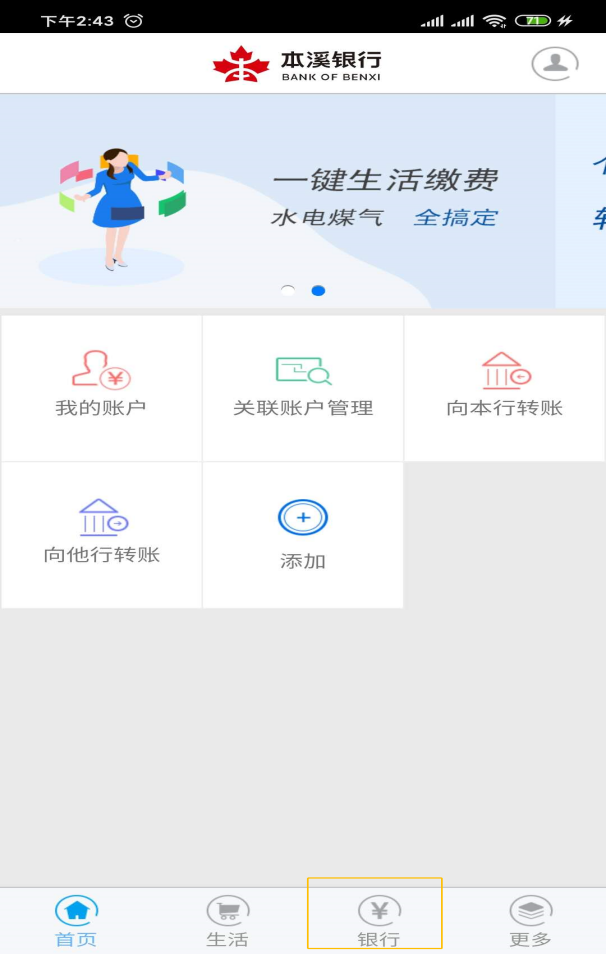 下午2:43
71
本溪银行
BANK OF BENXI
一键生活缴费
水电煤气 全搞定
我的账户
关联账户管理
向本行转账
向他行转账
添加
首页
生活
银行
更多